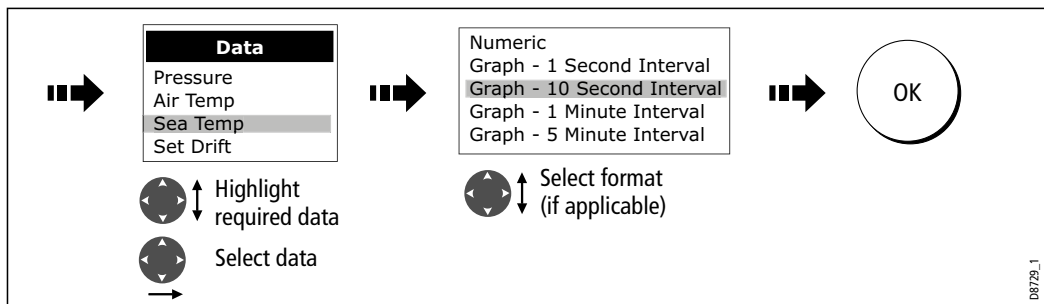 Data
Pressure
Air Temp
Sea Temp
Set Drift
Highlight
required data
Select data
Numeric
Graph - 1 Second Interval
Graph - 10 Second Interval
Graph - 1 Minute Interval
Graph - 5 Minute Interval
Select format
(if applicable)
OK
D8729_1